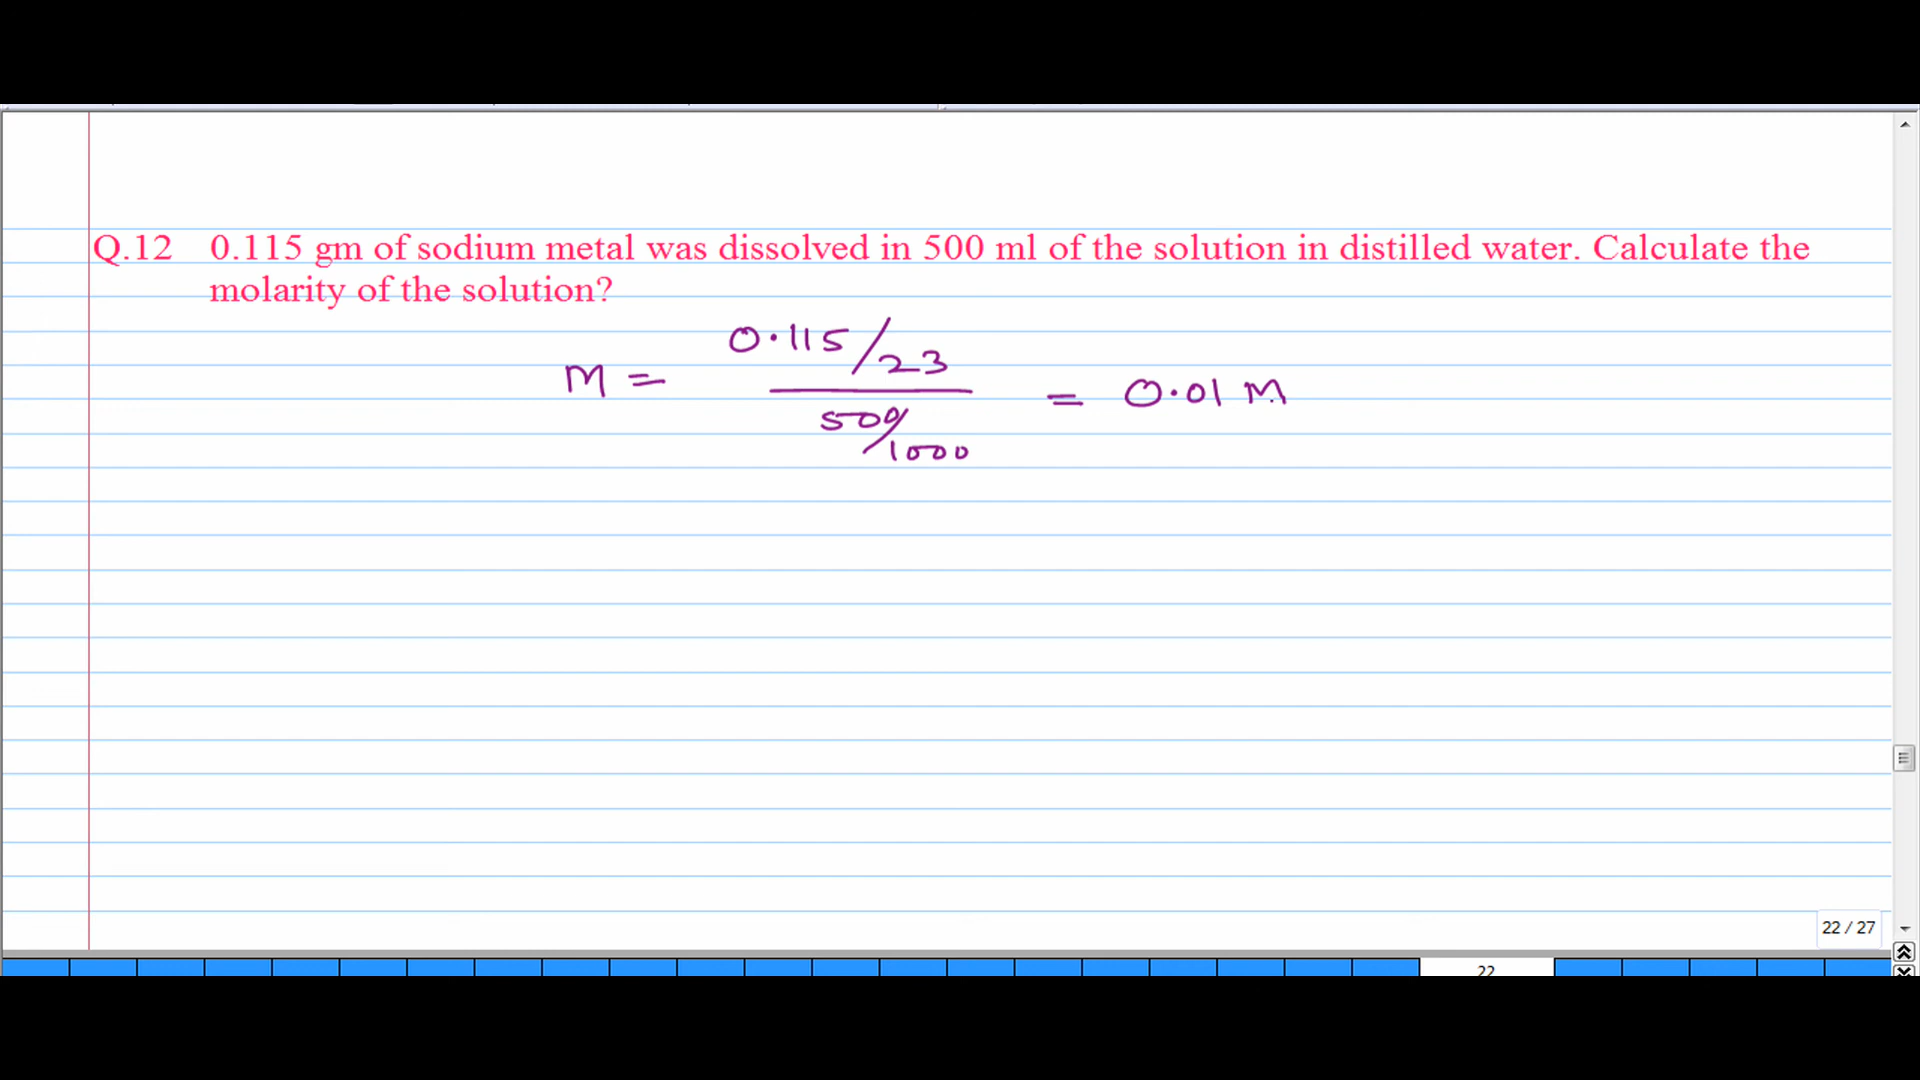 Q.12 0.115 gm of sodium metal was dissolved in 500 ml of the solution in distilled water. Calculate the
molarity of the solution?
M = 0.115/23 / 500/1000 = 0.01 M
22 / 27
22